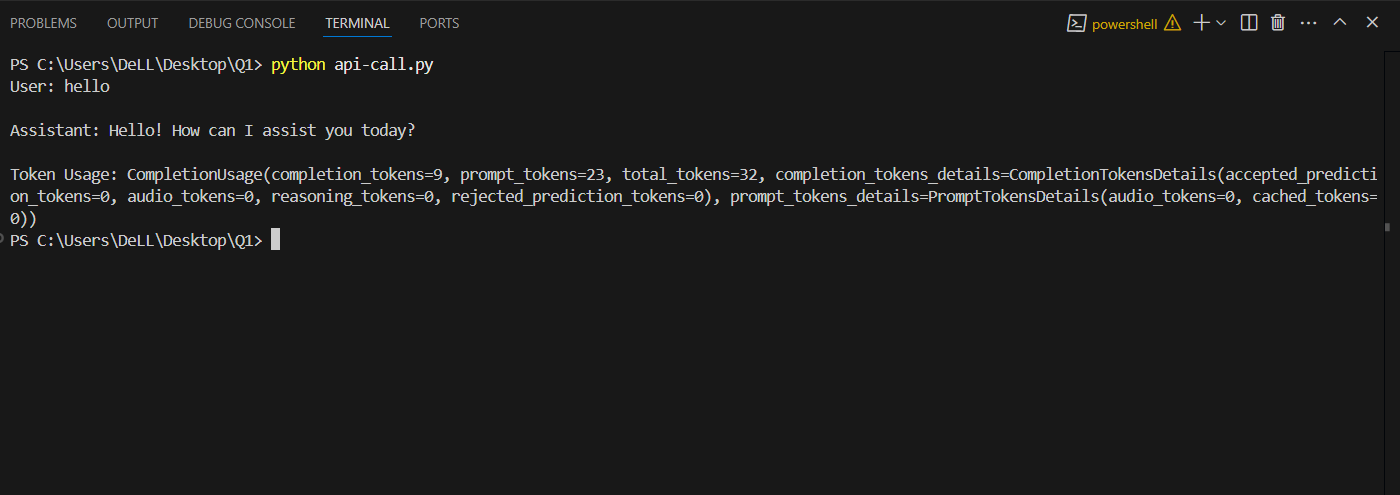 PROBLEMS OUTPUT DEBUG CONSOLE TERMINAL PORTS powershell
PS C:\Users\DeLL\Desktop\Q1> python api-call.py
User: hello
Assistant: Hello! How can I assist you today?
Token Usage: CompletionUsage(completion_tokens=9, prompt_tokens=23, total_tokens=32, completion_tokens_details=CompletionTokensDetails(accepted_predicti
on_tokens=0, audio_tokens=0, reasoning_tokens=0, rejected_prediction_tokens=0), prompt_tokens_details=PromptTokensDetails(audio_tokens=0, cached_tokens=
0))
PS C:\Users\DeLL\Desktop\Q1>